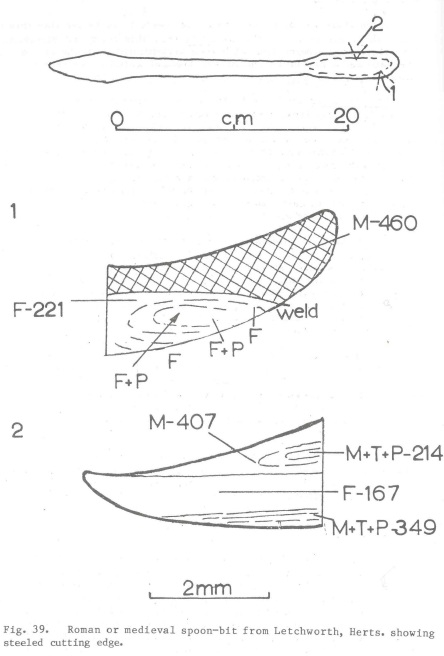 2
1
0 cm 20
1
M-460
F-221
weld
F
F+P
F
F+P
2
M-407
M+T+P-214
F-167
M+T+P-349
2mm
Fig. 39. Roman or medieval spoon-bit from Letchworth, Herts. showing
steeled cutting edge.